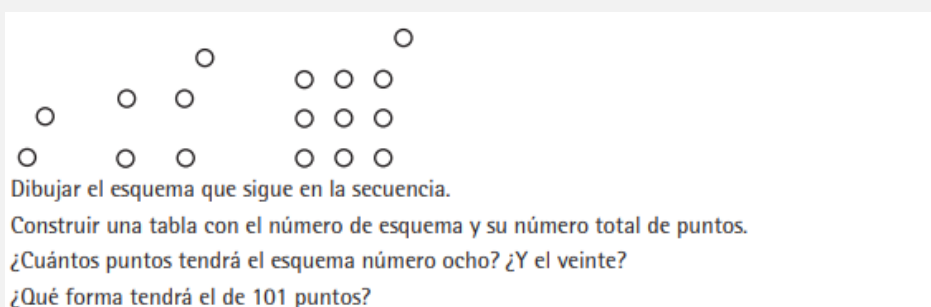 Dibujar el esquema que sigue en la secuencia.
Construir una tabla con el número de esquema y su número total de puntos.
¿Cuántos puntos tendrá el esquema número ocho? ¿Y el veinte?
¿Qué forma tendrá el de 101 puntos?